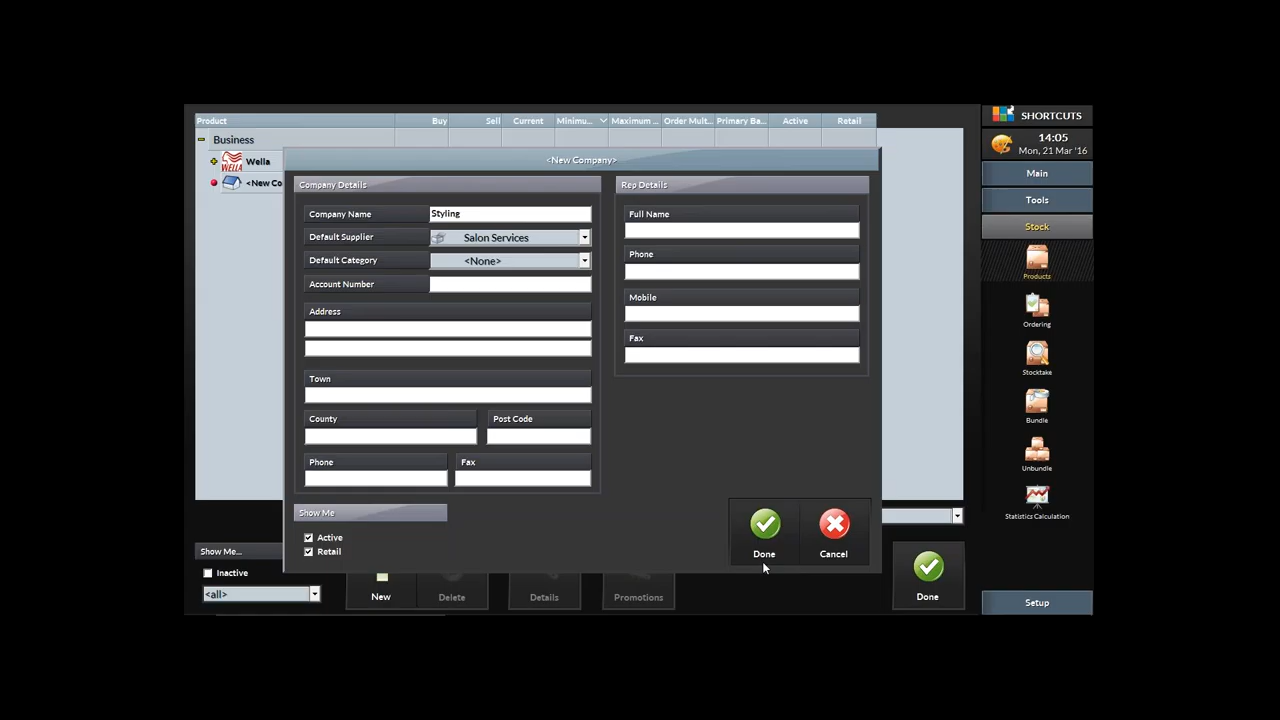 Product Buy Sell Current Minimu... Maximum ... Order Mult... Primary Ba... Active Retail
Business
WELLA Wella
<New Co
<New Company>
Company Details
Company Name Styling
Default Supplier Salon Services
Default Category <None>
Account Number
Address
Town
County Post Code
Phone Fax
Rep Details
Full Name
Phone
Mobile
Fax
Show Me
Active
Retail
Done Cancel
Show Me...
Inactive
<all>
New Delete Details Promotions Done
SHORTCUTS
14:05
Mon, 21 Mar '16
Main
Tools
Stock
Products
Ordering
Stocktake
Bundle
Unbundle
Statistics Calculation
Setup